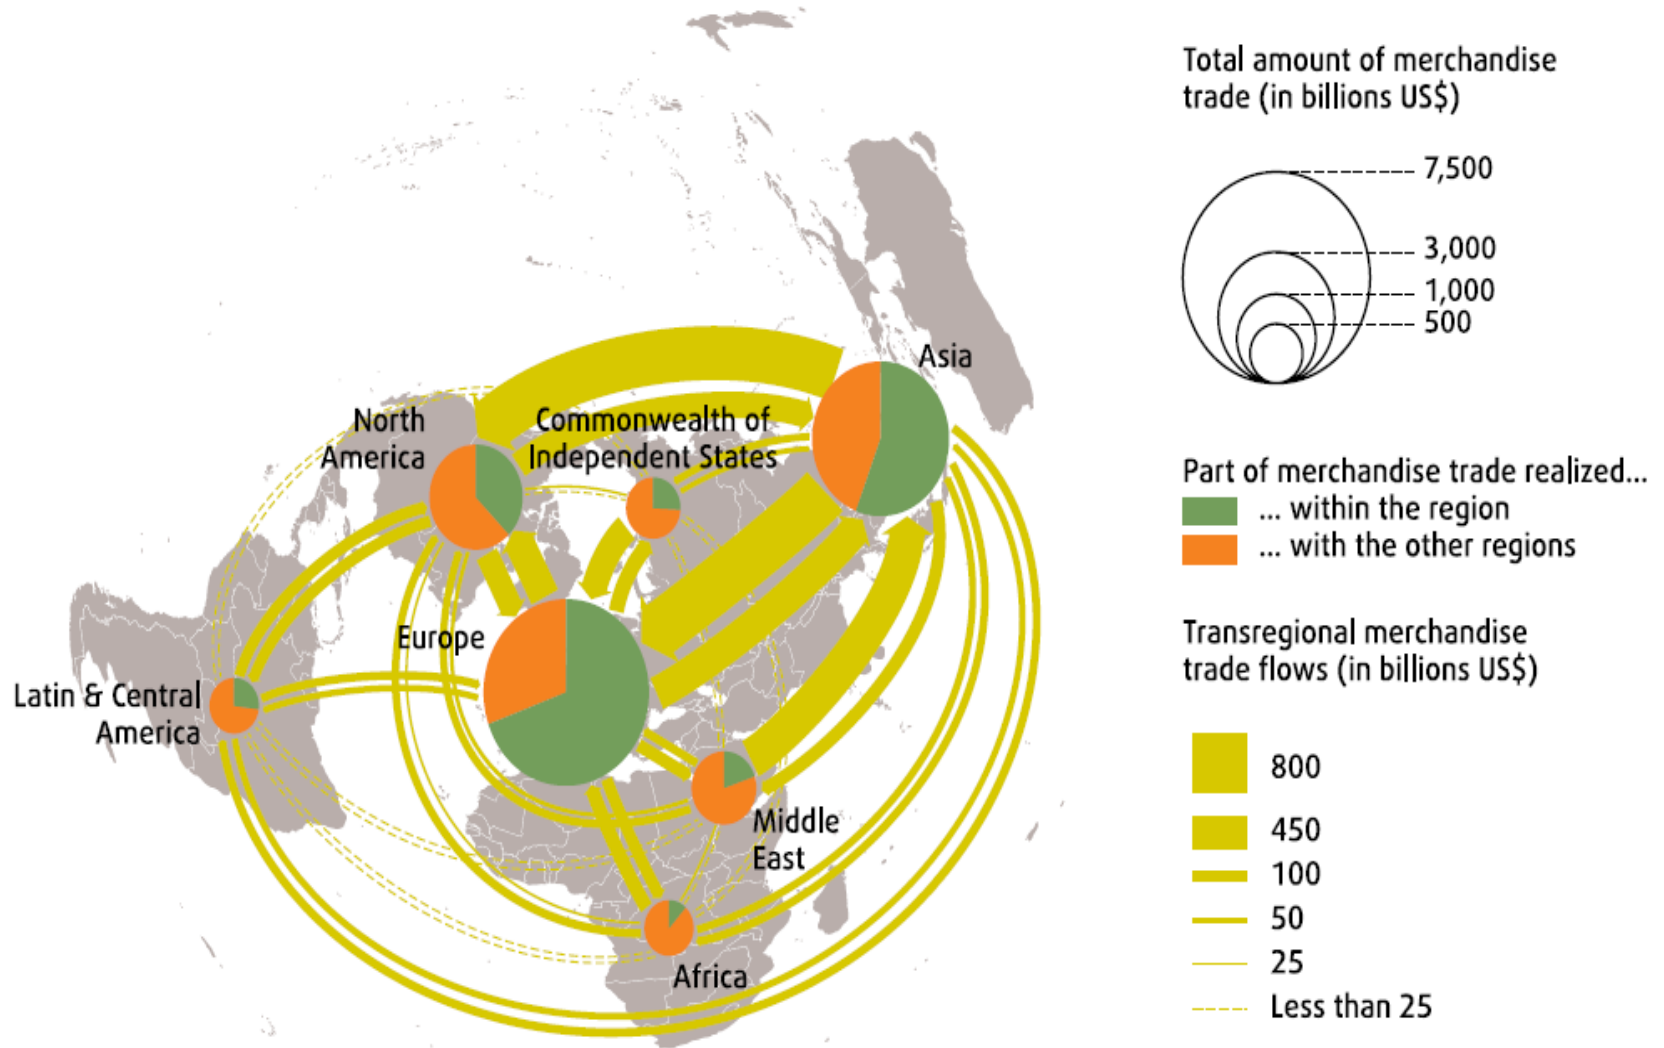 Total amount of merchandise
trade (in billions US$)
7,500
3,000
1,000
500
Asia
North
America
Commonwealth of
Independent States
Part of merchandise trade realized...
... within the region
... with the other regions
Europe
Latin & Central
America
Middle
East
Africa
Transregional merchandise
trade flows (in billions US$)
800
450
100
50
25
Less than 25